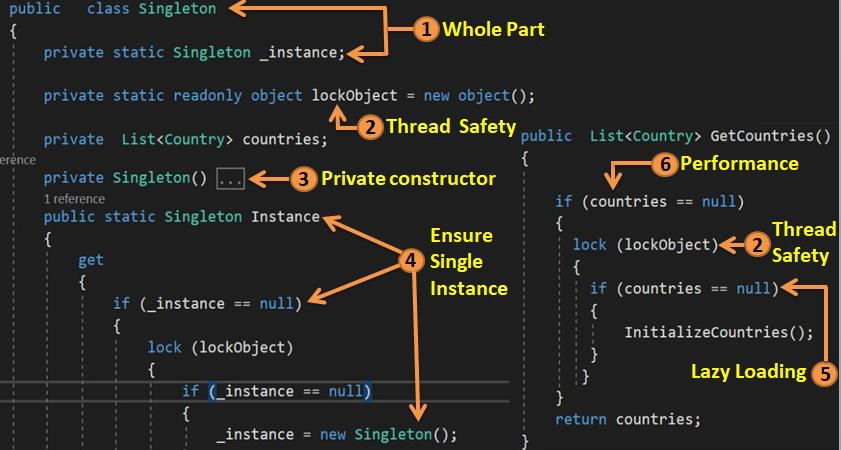 public class Singleton
{
private static Singleton _instance;
1 Whole Part
private static readonly object lockObject = new object();
2 Thread Safety
private List<Country> countries;
erence
private Singleton() ...
3 Private constructor
1 reference
public static Singleton Instance
{
get
{
if (_instance == null)
{
lock (lockObject)
{
if (_instance == null)
{
_instance = new Singleton();
4 Ensure
Single
Instance
public List<Country> GetCountries()
{
6 Performance
if (countries == null)
{
lock (lockObject)
2 Thread
Safety
{
if (countries == null)
{
InitializeCountries();
}
Lazy Loading 5
}
}
return countries;
}